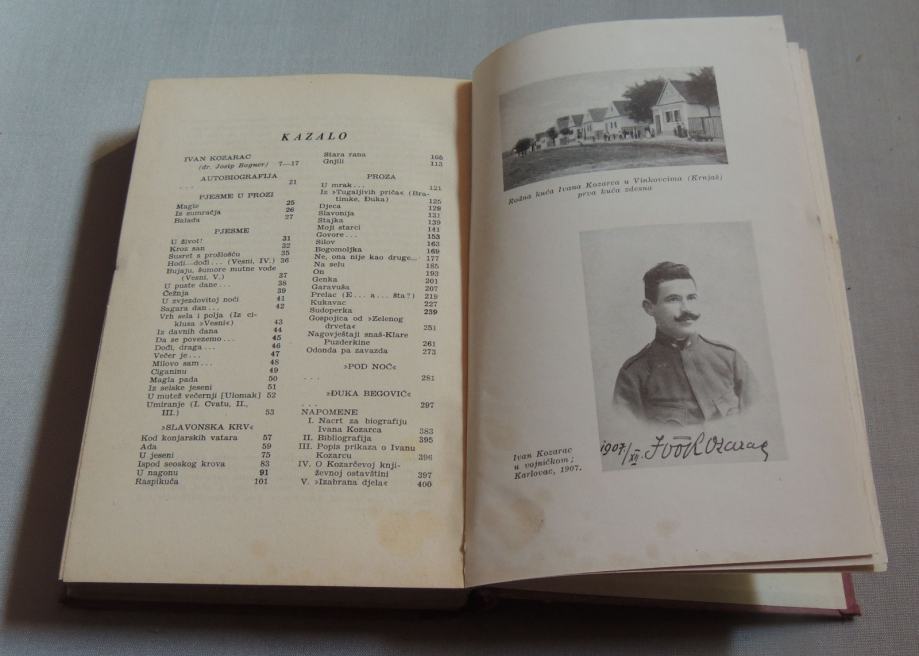 KAZALO
IVAN KOZARAC
(dr. Josip Bogner) 7—17
AUTOBIOGRAFIJA
. . . 21
PJESME U PROZI
Magle 25
Iz sumračja 26
Balada 27
PJESME
U život! 31
Kroz san 32
Susret s prošlošću 35
Hodi...dođi... (Vesni, IV.) 36
Bujaju, šumore mutne vode
(Vesni, V.) 37
U puste dane... 38
Čežnja 39
U zvjezdovitoj noći 41
Sagara dan... 42
Vrh sela i polja (Iz ci-
klusa »Vesni«) 43
Iz davnih dana 44
Da se povezemo... 45
Dođi, draga... 46
Večer je... 47
Milovo sam... 48
Ciganinu 49
Magla pada 50
Iz selske jeseni 51
U mutež večernji [Ulomak] 52
Umiranje (I. Cvatu, II.,
III.) 53
»SLAVONSKA KRV«
Kod konjarskih vatara 57
Ada 59
U jeseni 75
Ispod seoskog krova 83
U nagonu 91
Raspikuća 101
Stara rana 108
Gnjili 113
PROZA
U mrak... 121
Iz »Tugaljivih priča« (Bra-
timke, Đuka) 125
Djeca 129
Slavonija 131
Stajka 139
Moji starci 141
Govore... 153
Silov 163
Bogomoljka 169
Ne, ona nije kao druge... 177
Na selu 185
On 193
Genka 201
Garavuša 207
Prelac (E... a... šta?) 219
Kukavac 227
Sudoperka 239
Gospojica od »Zelenog
drveta« 251
Nagovještaji snaš-Klare
Puzderkine 261
Odonda pa zavazda 273
»POD NOĆ«
. . . 281
»ĐUKA BEGOVIĆ«
. . . 297
NAPOMENE
I. Nacrt za biografiju
Ivana Kozarca 383
II. Bibliografija 395
III. Popis prikaza o Ivanu
Kozarcu 396
IV. O Kozarčevoj knji-
ževnoj ostavštini 397
V. »Izabrana djela« 400
Rodna kuća Ivana Kozarca u Vinkovcima (Krnjaš)
prva kuća zdesna
1907/XII. Kozarac
Ivan Kozarac
u vojničkom;
Karlovac, 1907.